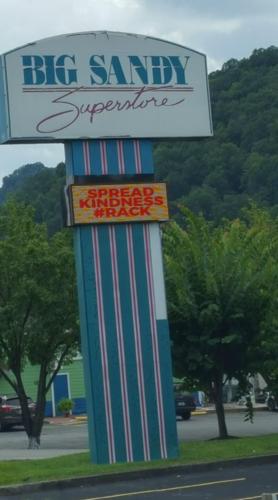 BIG SANDY
Superstore
SPREAD
KINDNESS
#RACK